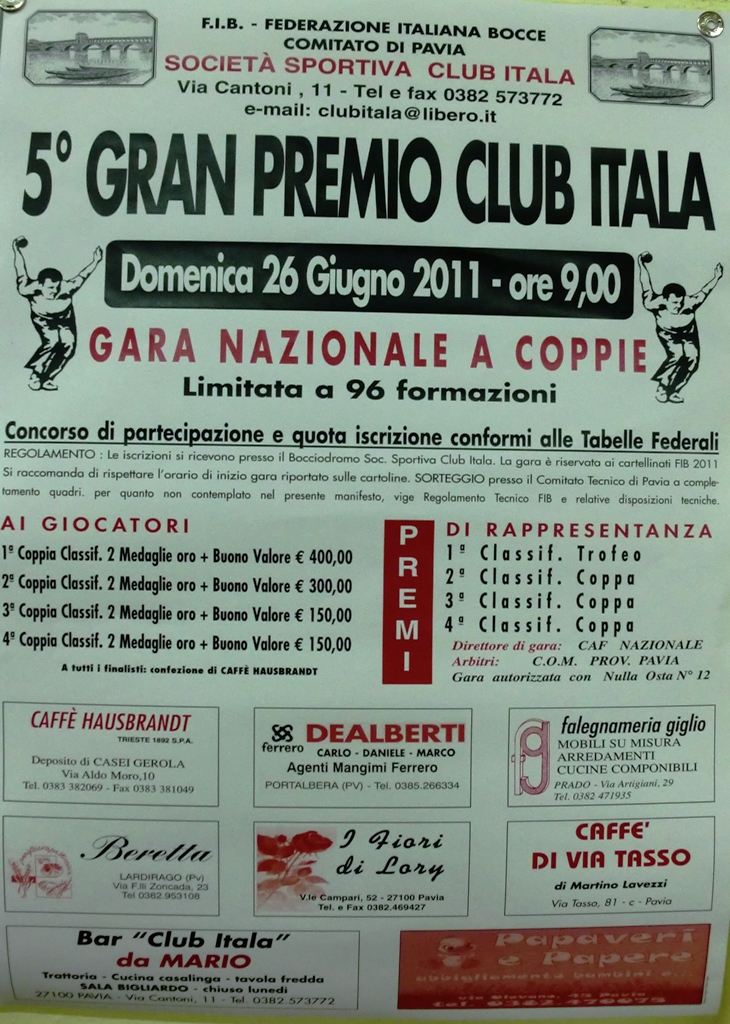 F.I.B. - FEDERAZIONE ITALIANA BOCCE
COMITATO DI PAVIA
SOCIETÀ SPORTIVA CLUB ITALA
Via Cantoni , 11 - Tel e fax 0382 573772
e-mail: clubitala@libero.it
5° GRAN PREMIO CLUB ITALA
Domenica 26 Giugno 2011 - ore 9,00
GARA NAZIONALE A COPPIE
Limitata a 96 formazioni
Concorso di partecipazione e quota iscrizione conformi alle Tabelle Federali
REGOLAMENTO : Le iscrizioni si ricevono presso il Bocciodromo Soc. Sportiva Club Itala. La gara è riservata ai cartellinati FIB 2011
Si raccomanda di rispettare l'orario di inizio gara riportato sulle cartoline. SORTEGGIO presso il Comitato Tecnico di Pavia a comple-
tamento quadri. per quanto non contemplato nel presente manifesto, vige Regolamento Tecnico FIB e relative disposizioni tecniche.
AI GIOCATORI
1ª Coppia Classif. 2 Medaglie oro + Buono Valore € 400,00
2ª Coppia Classif. 2 Medaglie oro + Buono Valore € 300,00
3ª Coppia Classif. 2 Medaglie oro + Buono Valore € 150,00
4ª Coppia Classif. 2 Medaglie oro + Buono Valore € 150,00
A tutti i finalisti: confezione di CAFFÈ HAUSBRANDT
PREMI
DI RAPPRESENTANZA
1ª Classif. Trofeo
2ª Classif. Coppa
3ª Classif. Coppa
4ª Classif. Coppa
Direttore di gara: CAF NAZIONALE
Arbitri: C.O.M. PROV. PAVIA
Gara autorizzata con Nulla Osta N° 12
CAFFÈ HAUSBRANDT
TRIESTE 1892 S.P.A.
Deposito di CASEI GEROLA
Via Aldo Moro,10
Tel. 0383 382069 - Fax 0383 381049
ferrero
DEALBERTI
CARLO - DANIELE - MARCO
Agenti Mangimi Ferrero
PORTALBERA (PV) - Tel. 0385.266334
falegnameria giglio
MOBILI SU MISURA
ARREDAMENTI
CUCINE COMPONIBILI
PRADO - Via Artigiani, 29
Tel. 0382 471935
Beretta
LARDIRAGO (Pv)
Via F.lli Zoncada, 23
Tel 0382.953108
I Fiori
di Lory
V.le Campari, 52 - 27100 Pavia
Tel. e Fax 0382.469427
CAFFE'
DI VIA TASSO
di Martino Lavezzi
Via Tasso, 81 - c - Pavia
Bar "Club Itala"
da MARIO
Trattoria - Cucina casalinga - tavola fredda
SALA BIGLIARDO - chiuso lunedì
27100 PAVIA - Via Cantoni, 11 - Tel. 0382.573772
Papaveri
e Papere
abbigliamento bambini e...